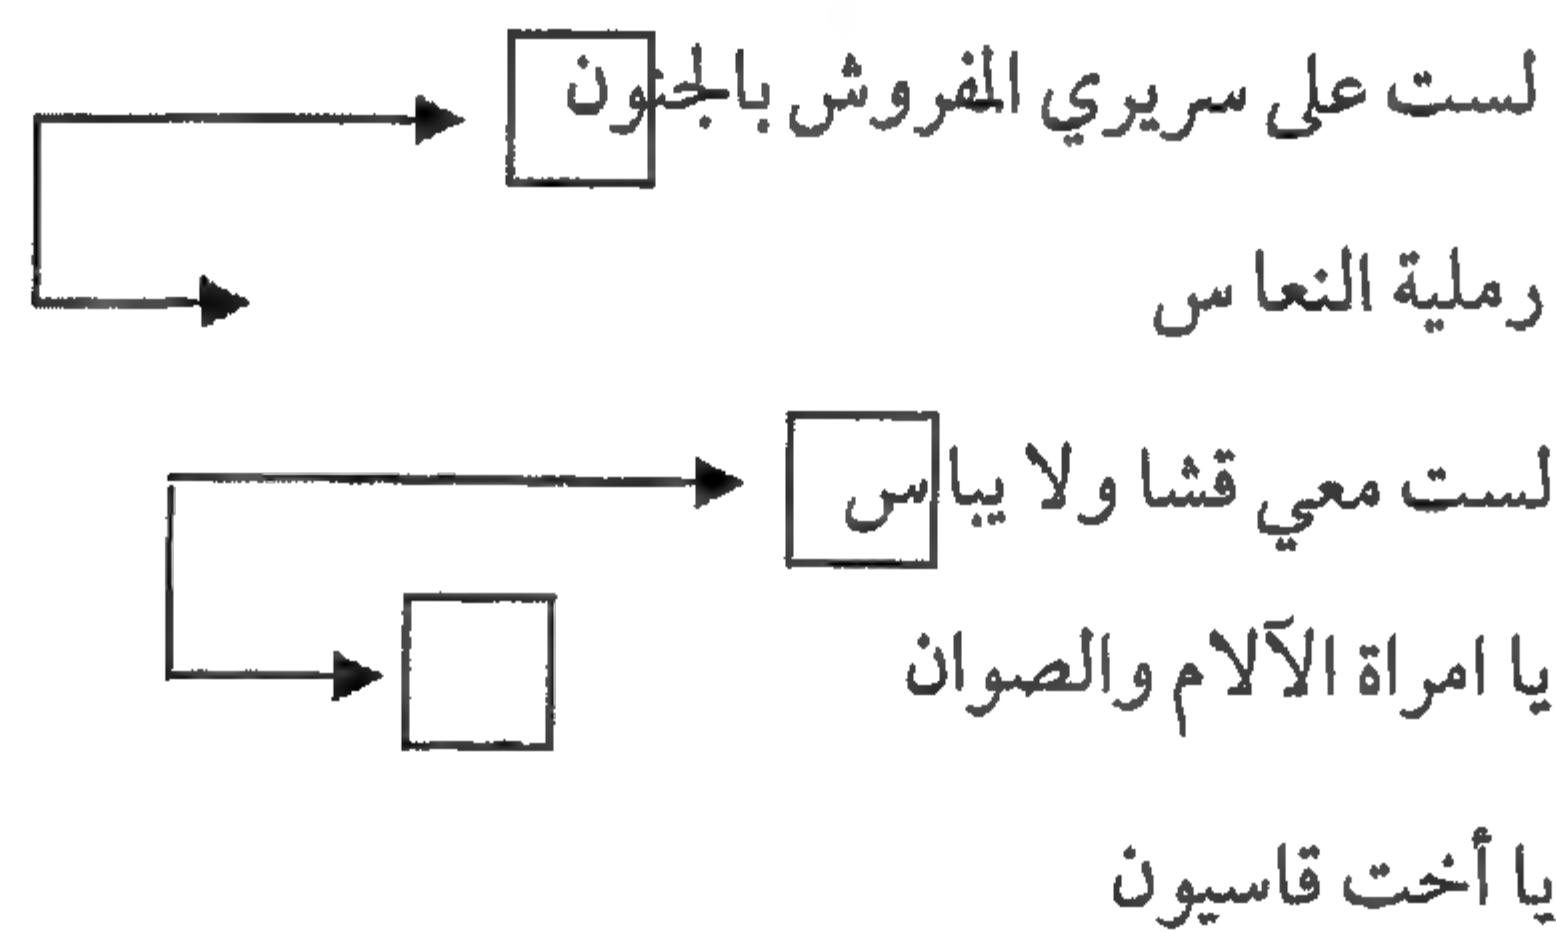 لست على سريري المفروش بالجنون
رملية النعاس
لست معي قشا ولا يباس
يا امراة الآلام والصوان
يا أخت قاسيون